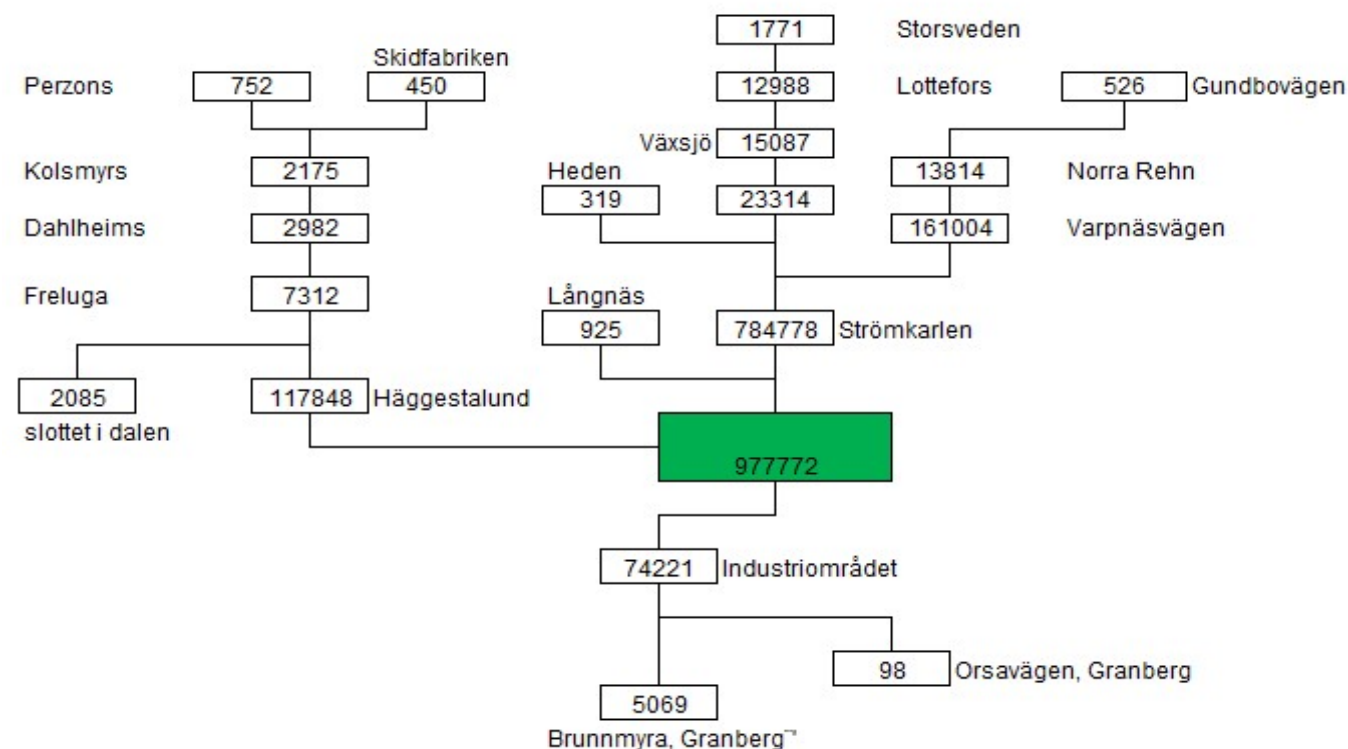 1771 Storsveden
Skidfabriken
Perzons 752 450 12988 Lottefors 526 Gundbovägen
Växsjö 15087
Kolsmyrs 2175 Heden 13814 Norra Rehn
319 23314
Dahlheims 2982 161004 Varpnäsvägen
Freluga 7312 Långnäs
925 784778 Strömkarlen
2085 117848 Häggestalund
slottet i dalen
977772
74221 Industriområdet
98 Orsavägen, Granberg
5069
Brunnmyra, Granberg